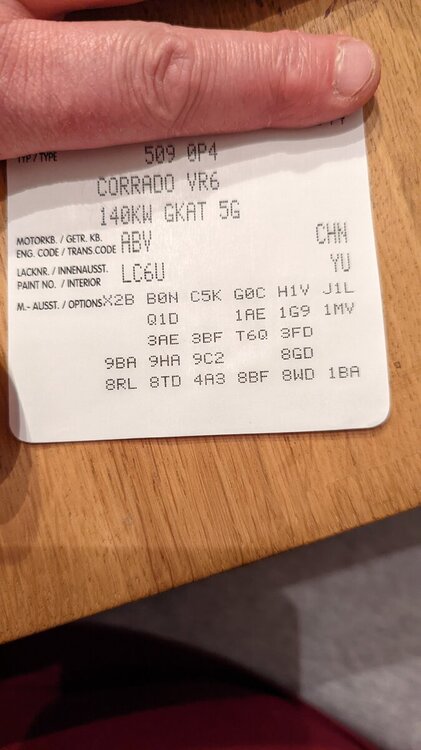 TYP / TYPE 509 0P4
CORRADO VR6
140KW GKAT 5G
MOTORKB. / GETR. KB.
ENG. CODE / TRANS.CODE ABV CHN
LACKNR. / INNENAUSST.
PAINT NO. / INTERIOR LC6U YU
M.- AUSST. / OPTIONS X2B B0N C5K G0C H1V J1L
Q1D 1AE 1G9 1MV
3AE 3BF T6Q 3FD
9BA 9HA 9C2 8GD
8RL 8TD 4A3 8BF 8WD 1BA